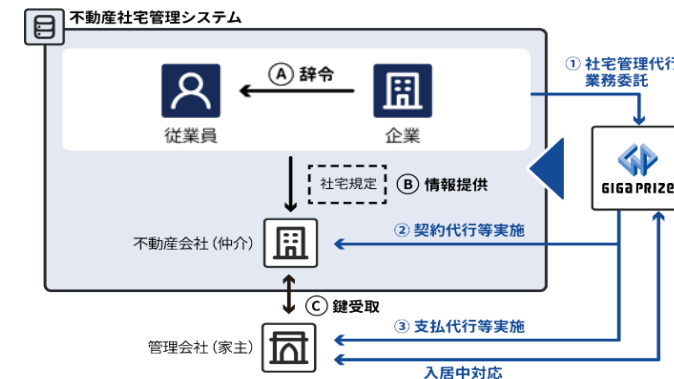 不動産社宅管理システム
Ⓐ 辞令
従業員
企業
① 社宅管理代行
業務委託
社宅規定
Ⓑ 情報提供
GIGA PRIZE
不動産会社(仲介)
② 契約代行等実施
Ⓒ 鍵受取
管理会社(家主)
③ 支払代行等実施
入居中対応